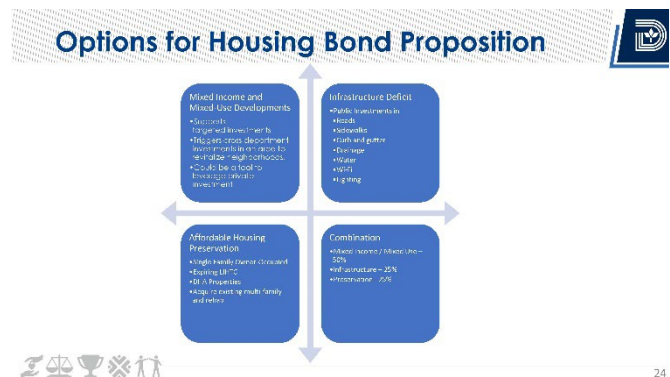 Options for Housing Bond Proposition
Mixed Income and
Mixed-Use Developments
•Supports
targeted investments
•Triggers cross department
investments in an area to
revitalize neighborhoods.
•Could be a tool to
leverage private
investment
Infrastructure Deficit
•Public Investments in
•Roads
•Sidewalks
•Curb and gutter
•Drainage
•Water
•Wi-Fi
•Lighting
Affordable Housing
Preservation
•Single Family Owner Occupied
•Expiring LIHTC
•DHA Properties
•Acquire existing multi family
and rehab
Combination
•Mixed Income / Mixed Use –
50%
•Infrastructure – 25%
•Preservation - 25%
24